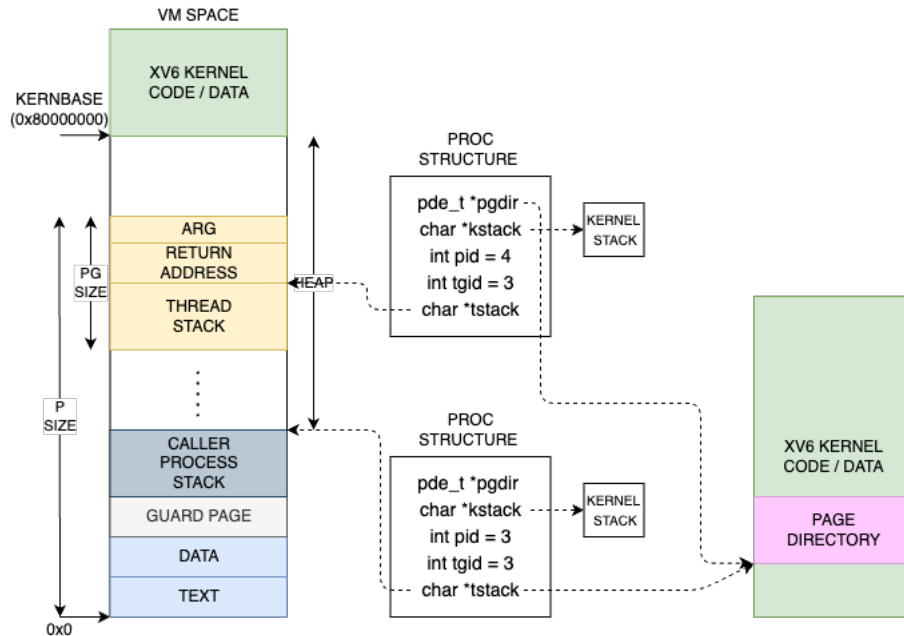 VM SPACE
XV6 KERNEL
CODE / DATA
KERNBASE
(0x80000000)
ARG
RETURN
ADDRESS
THREAD
STACK
PG
SIZE
P
SIZE
HEAP
CALLER
PROCESS
STACK
GUARD PAGE
DATA
TEXT
0x0
PROC
STRUCTURE
pde_t *pgdir
char *kstack
int pid = 4
int tgid = 3
char *tstack
KERNEL
STACK
PROC
STRUCTURE
pde_t *pgdir
char *kstack
int pid = 3
int tgid = 3
char *tstack
KERNEL
STACK
XV6 KERNEL
CODE / DATA
PAGE
DIRECTORY